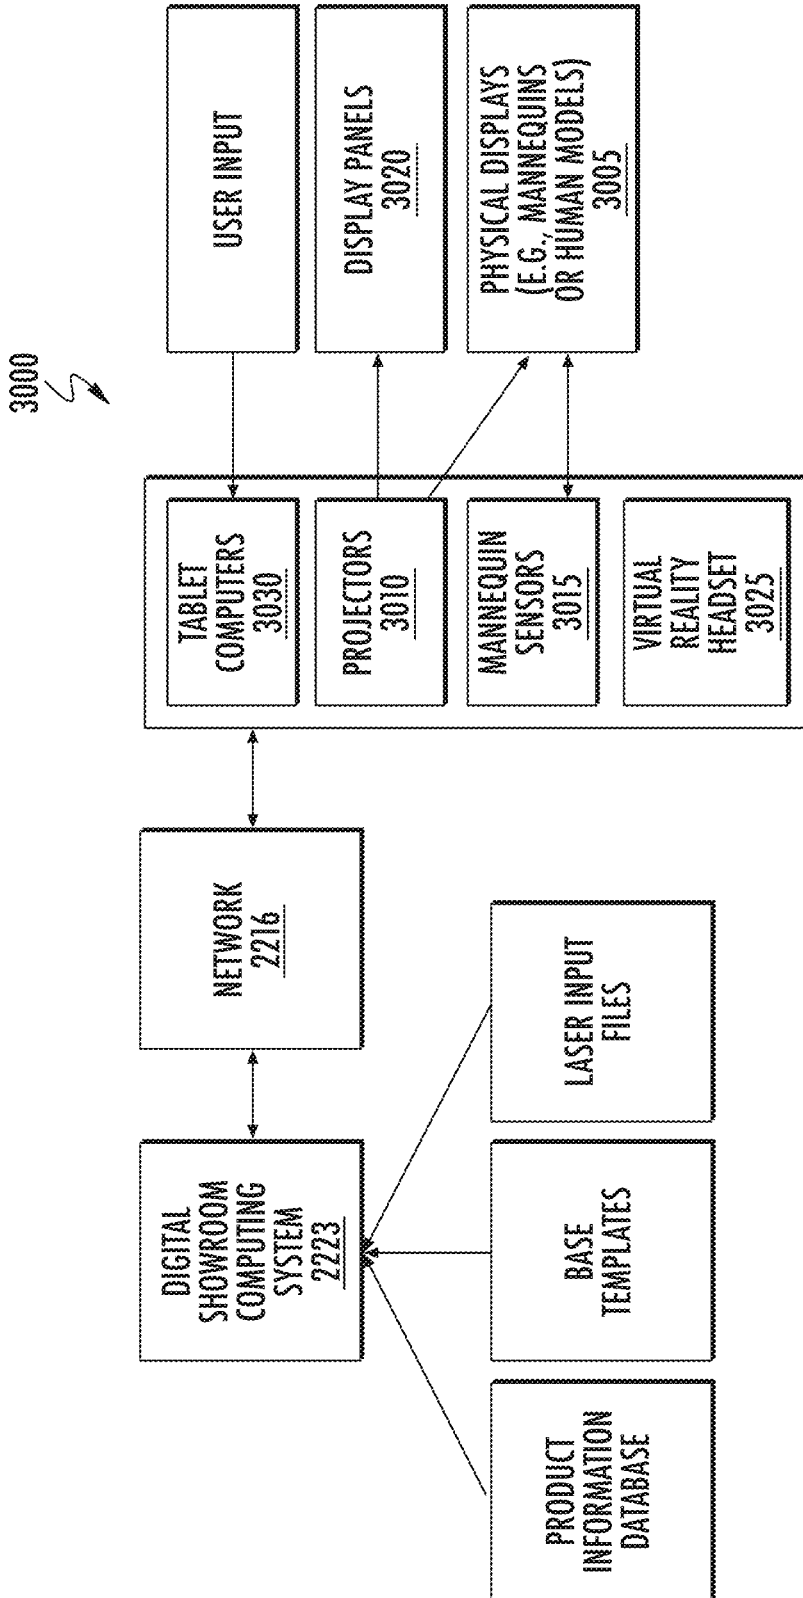 3000
USER INPUT
DISPLAY PANELS
3020
PHYSICAL DISPLAYS
(E.G., MANNEQUINS
OR HUMAN MODELS)
3005
TABLET
COMPUTERS
3030
PROJECTORS
3010
MANNEQUIN
SENSORS
3015
VIRTUAL
REALITY
HEADSET
3025
NETWORK
2216
DIGITAL
SHOWROOM
COMPUTING
SYSTEM
2223
LASER INPUT
FILES
BASE
TEMPLATES
PRODUCT
INFORMATION
DATABASE